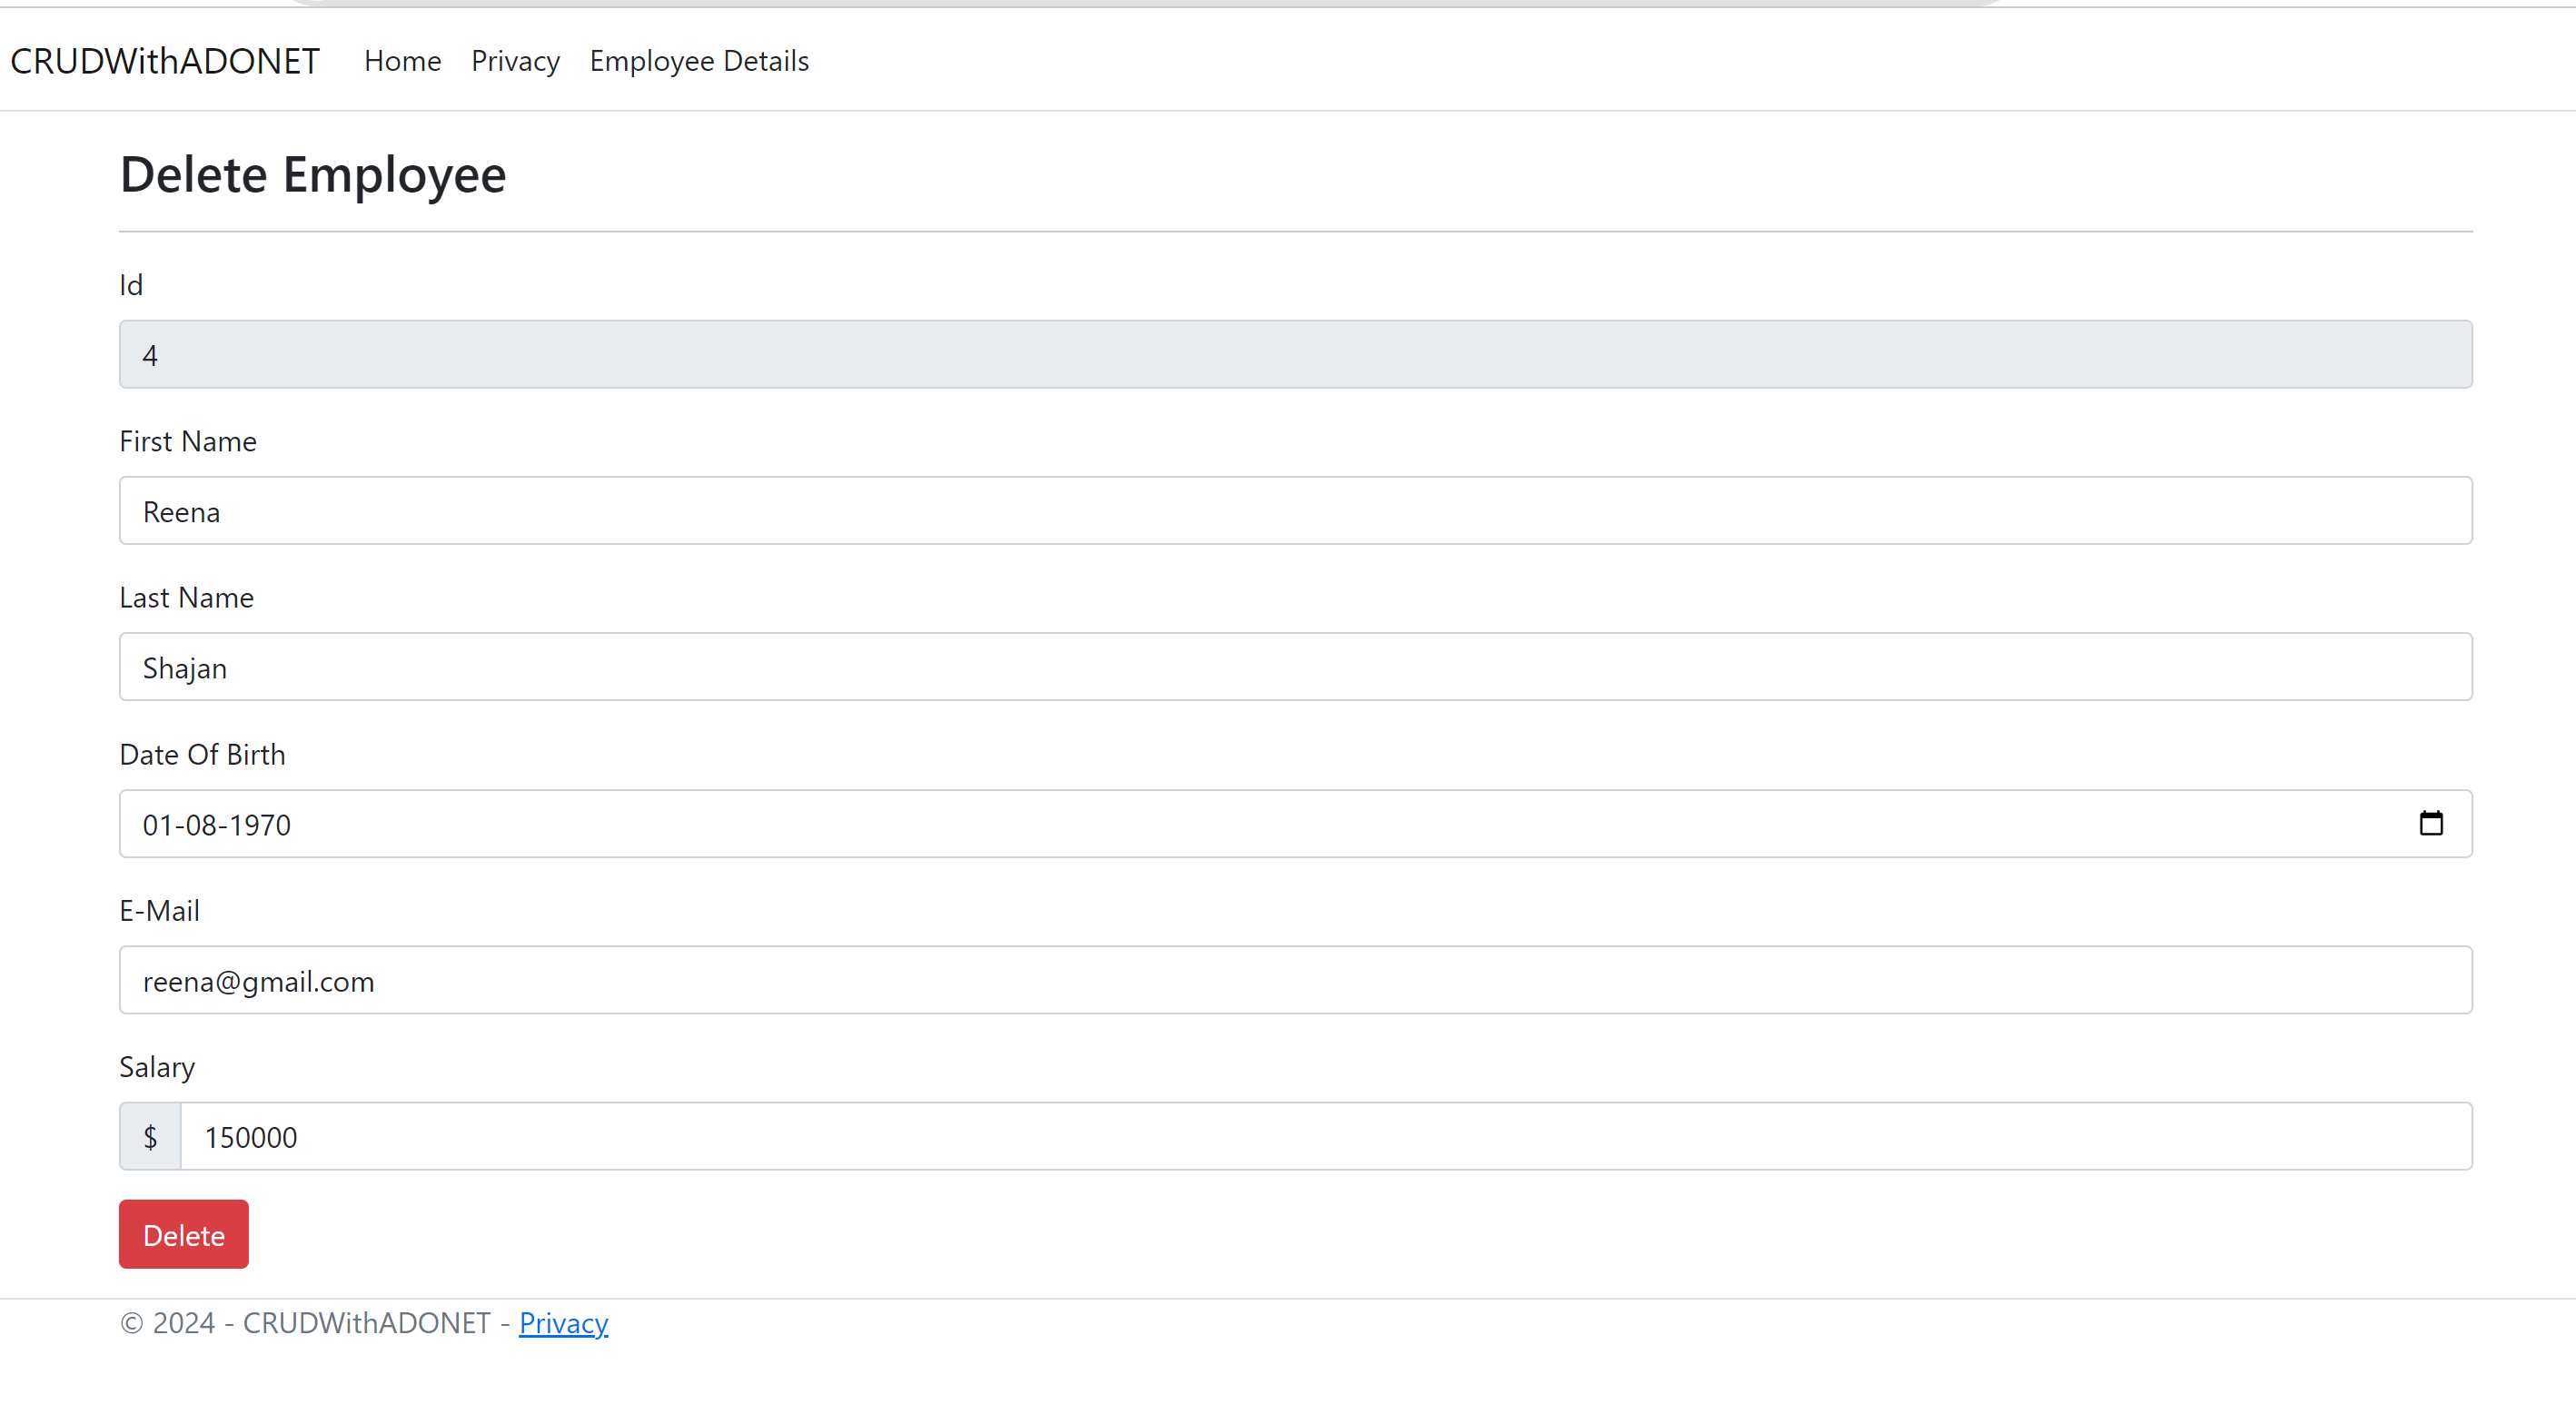 CRUDWithADONET Home Privacy Employee Details
Delete Employee
Id
4
First Name
Reena
Last Name
Shajan
Date Of Birth
01-08-1970
E-Mail
reena@gmail.com
Salary
$ 150000
Delete
© 2024 - CRUDWithADONET - Privacy